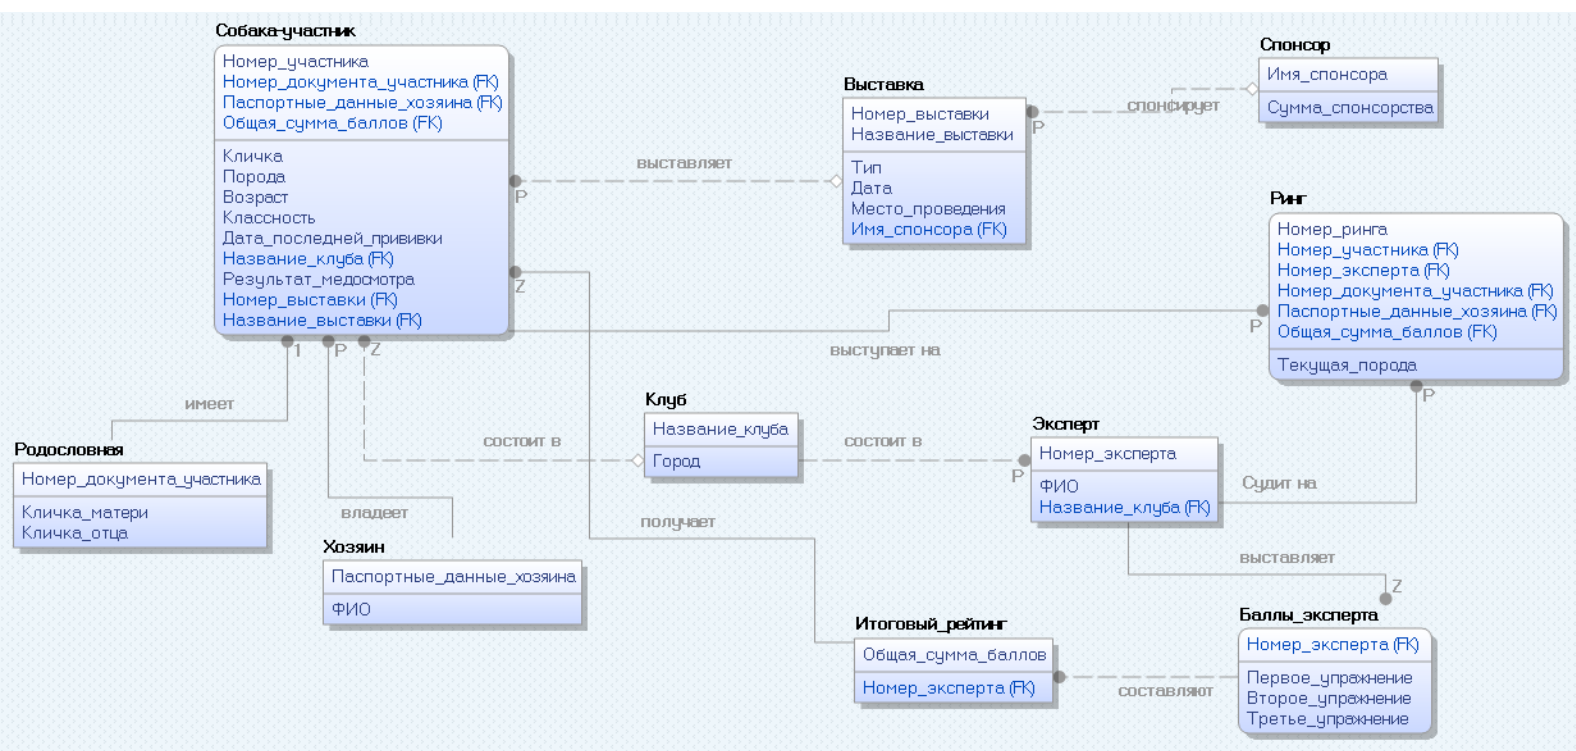 Собака-участник
Номер_участника
Номер_документа_участника (FK)
Паспортные_данные_хозяина (FK)
Общая_сумма_баллов (FK)
Кличка
Порода
Возраст
Классность
Дата_последней_прививки
Название_клуба (FK)
Результат_медосмотра
Номер_выставки (FK)
Название_выставки (FK)
P
Z
1
P
Z
выставляет
Выставка
Номер_выставки
Название_выставки
Тип
Дата
Место_проведения
Имя_спонсора (FK)
P
спонсирует
Спонсор
Имя_спонсора
Сумма_спонсорства
Ринг
Номер_ринга
Номер_участника (FK)
Номер_эксперта (FK)
Номер_документа_участника (FK)
Паспортные_данные_хозяина (FK)
Общая_сумма_баллов (FK)
Текущая_порода
P
P
выступает на
имеет
Родословная
Номер_документа_участника
Кличка_матери
Кличка_отца
владеет
Хозяин
Паспортные_данные_хозяина
ФИО
состоит в
Клуб
Название_клуба
Город
состоит в
P
Эксперт
Номер_эксперта
ФИО
Название_клуба (FK)
Судит на
получает
выставляет
Z
Итоговый_рейтинг
Общая_сумма_баллов
Номер_эксперта (FK)
составляют
Баллы_эксперта
Номер_эксперта (FK)
Первое_упражнение
Второе_упражнение
Третье_упражнение